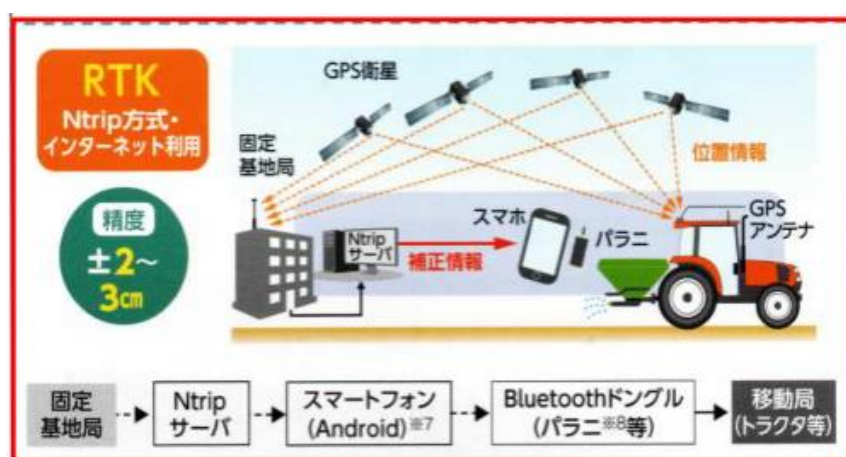 RTK
Ntrip方式・
インターネット利用
精度
±2〜
3cm
GPS衛星
固定
基地局
位置情報
Ntrip
サーバ
補正情報
スマホ
パラニ
GPS
アンテナ
固定
基地局
Ntrip
サーバ
スマートフォン
(Android)※7
Bluetoothドングル
(パラニ※8等)
移動局
(トラクタ等)